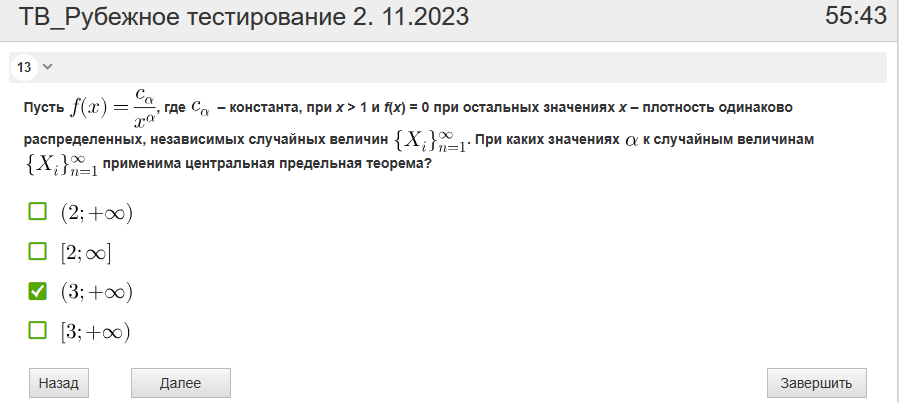 ТВ_Рубежное тестирование 2. 11.2023 55:43
13
Пусть f(x) = c_α/x^α, где c_α – константа, при x > 1 и f(x) = 0 при остальных значениях x – плотность одинаково
распределенных, независимых случайных величин {X_i}_{n=1}^∞. При каких значениях α к случайным величинам
{X_i}_{n=1}^∞ применима центральная предельная теорема?
(2; +∞)
[2; ∞]
(3; +∞)
[3; +∞)
Назад Далее Завершить